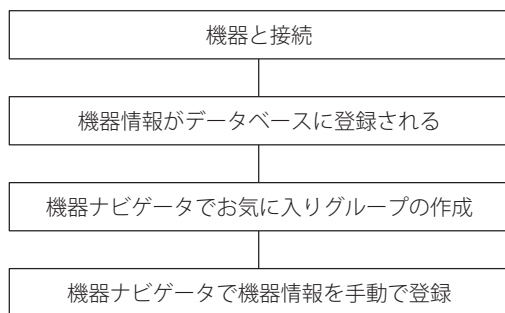 機器と接続
機器情報がデータベースに登録される
機器ナビゲータでお気に入りグループの作成
機器ナビゲータで機器情報を手動で登録